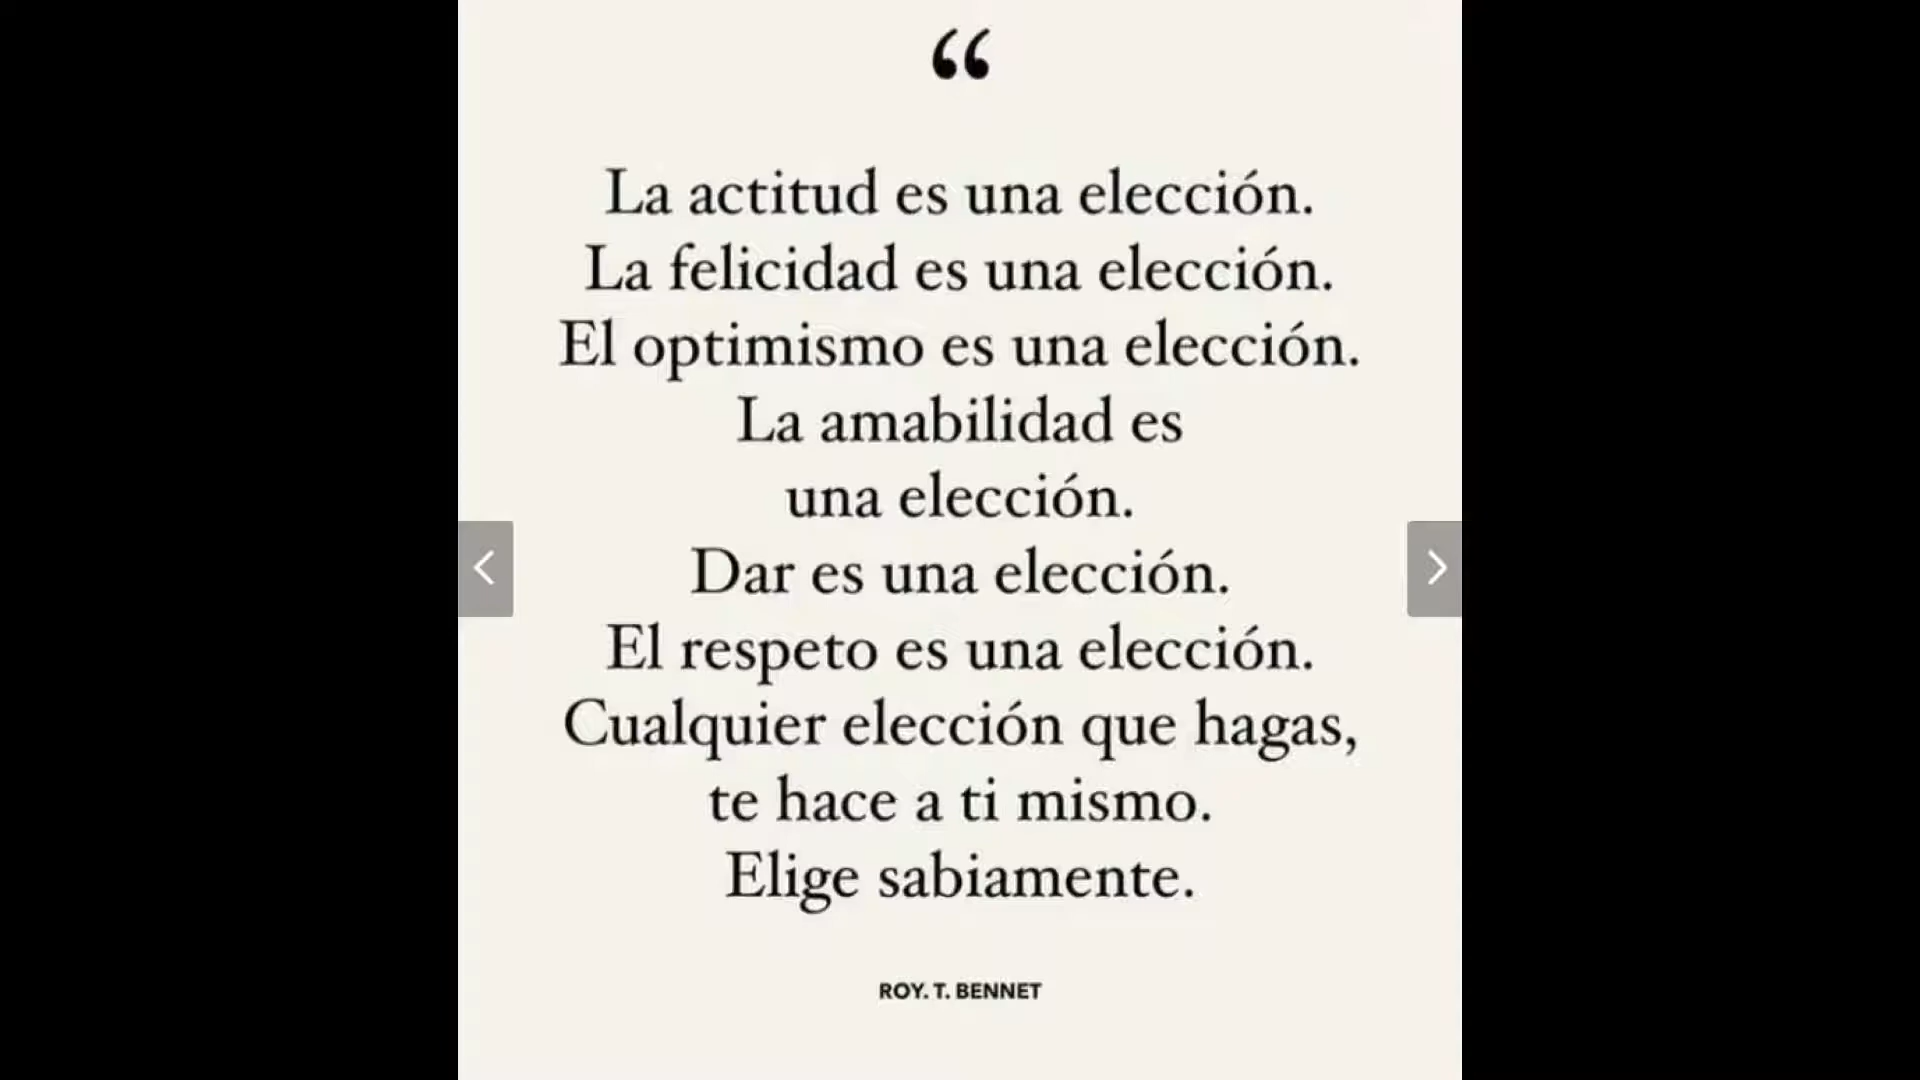 “
La actitud es una elección.
La felicidad es una elección.
El optimismo es una elección.
La amabilidad es
una elección.
Dar es una elección.
El respeto es una elección.
Cualquier elección que hagas,
te hace a ti mismo.
Elige sabiamente.
ROY. T. BENNET